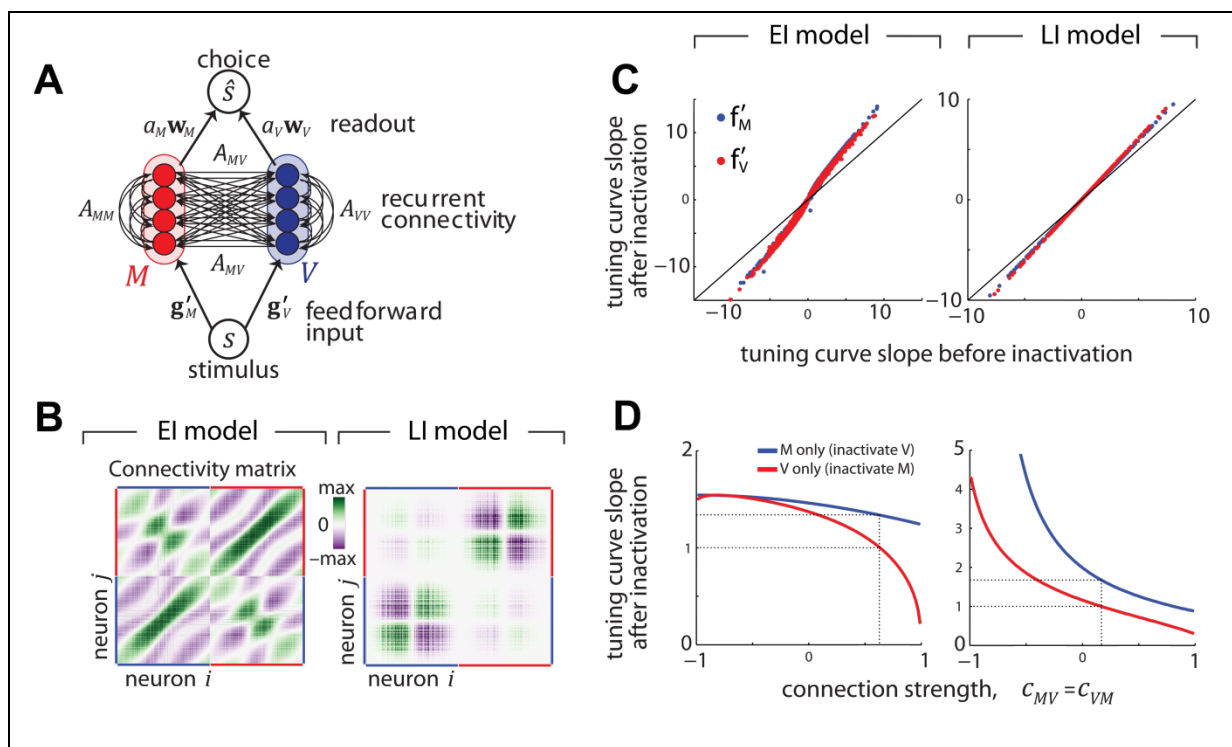 A
choice
ŝ
a_M w_M
a_V w_V
readout
A_MV
A_MM
A_VV
recurrent
connectivity
M
A_MV
V
g'_M
g'_V
feedforward
input
s
stimulus
B
EI model
LI model
Connectivity matrix
max
0
−max
neuron j
neuron j
neuron i
neuron i
C
EI model
LI model
tuning curve slope
after inactivation
10
0
−10
f'_M
f'_V
−10
0
10
10
0
−10
−10
0
10
tuning curve slope before inactivation
D
tuning curve slope
after inactivation
2
1
0
M only (inactivate V)
V only (inactivate M)
−1
0
1
5
4
3
2
1
0
−1
0
1
connection strength, c_MV = c_VM